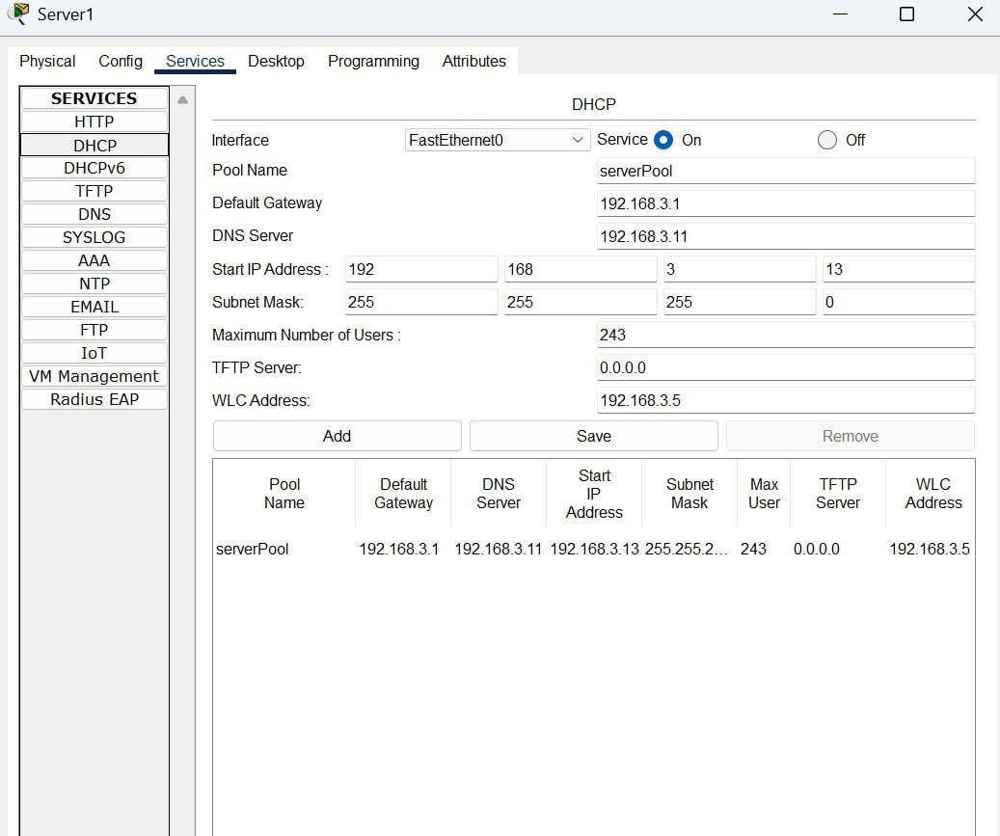 Server1
Physical Config Services Desktop Programming Attributes
SERVICES
HTTP
DHCP
DHCPv6
TFTP
DNS
SYSLOG
AAA
NTP
EMAIL
FTP
IoT
VM Management
Radius EAP
DHCP
Interface FastEthernet0 Service On Off
Pool Name serverPool
Default Gateway 192.168.3.1
DNS Server 192.168.3.11
Start IP Address : 192 168 3 13
Subnet Mask: 255 255 255 0
Maximum Number of Users : 243
TFTP Server: 0.0.0.0
WLC Address: 192.168.3.5
Add Save Remove
Pool Name Default Gateway DNS Server Start IP Address Subnet Mask Max User TFTP Server WLC Address
serverPool 192.168.3.1 192.168.3.11 192.168.3.13 255.255.2... 243 0.0.0.0 192.168.3.5